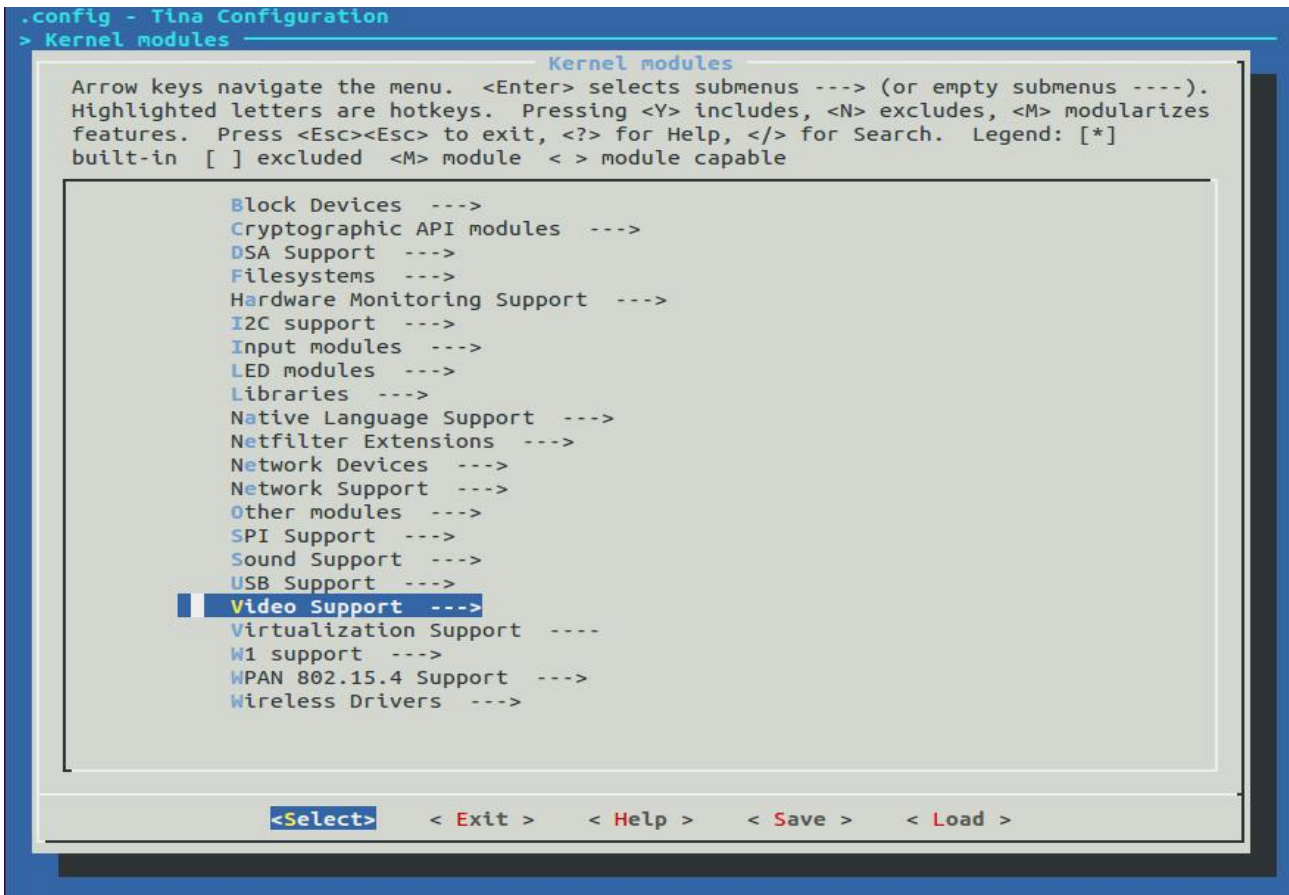 .config - Tina Configuration
> Kernel modules
Kernel modules
Arrow keys navigate the menu.  <Enter> selects submenus ---> (or empty submenus ----).
Highlighted letters are hotkeys.  Pressing <Y> includes, <N> excludes, <M> modularizes
features.  Press <Esc><Esc> to exit, <?> for Help, </> for Search.  Legend: [*]
built-in  [ ] excluded  <M> module  < > module capable
Block Devices  --->
Cryptographic API modules  --->
DSA Support  --->
Filesystems  --->
Hardware Monitoring Support  --->
I2C support  --->
Input modules  --->
LED modules  --->
Libraries  --->
Native Language Support  --->
Netfilter Extensions  --->
Network Devices  --->
Network Support  --->
Other modules  --->
SPI Support  --->
Sound Support  --->
USB Support  --->
Video Support  --->
Virtualization Support  ----
W1 support  --->
WPAN 802.15.4 Support  --->
Wireless Drivers  --->
<Select>    < Exit >    < Help >    < Save >    < Load >